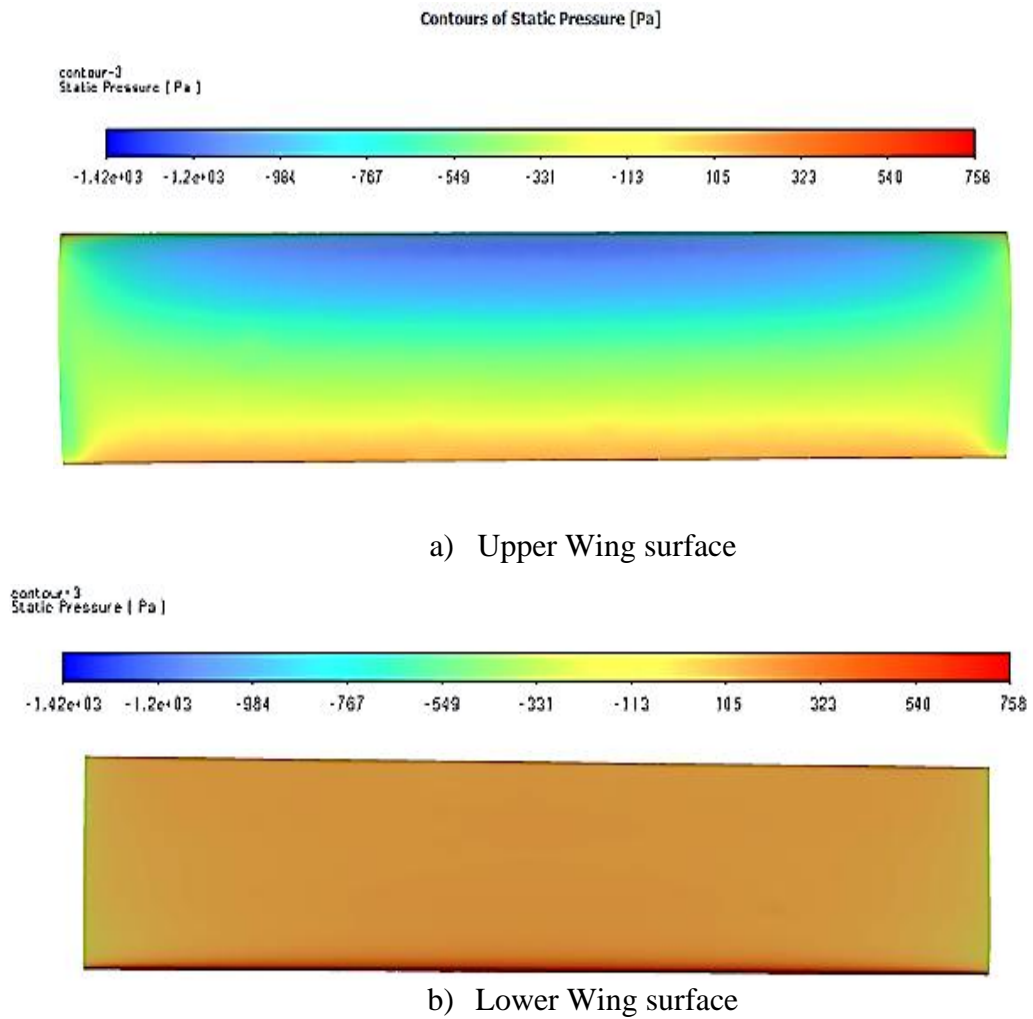 Contours of Static Pressure [Pa]
contour-3
Static Pressure [ Pa ]
-1.42e+03 -1.2e+03 -984 -767 -549 -331 -113 105 323 540 758
a) Upper Wing surface
contour-3
Static Pressure [ Pa ]
-1.42e+03 -1.2e+03 -984 -767 -549 -331 -113 105 323 540 758
b) Lower Wing surface